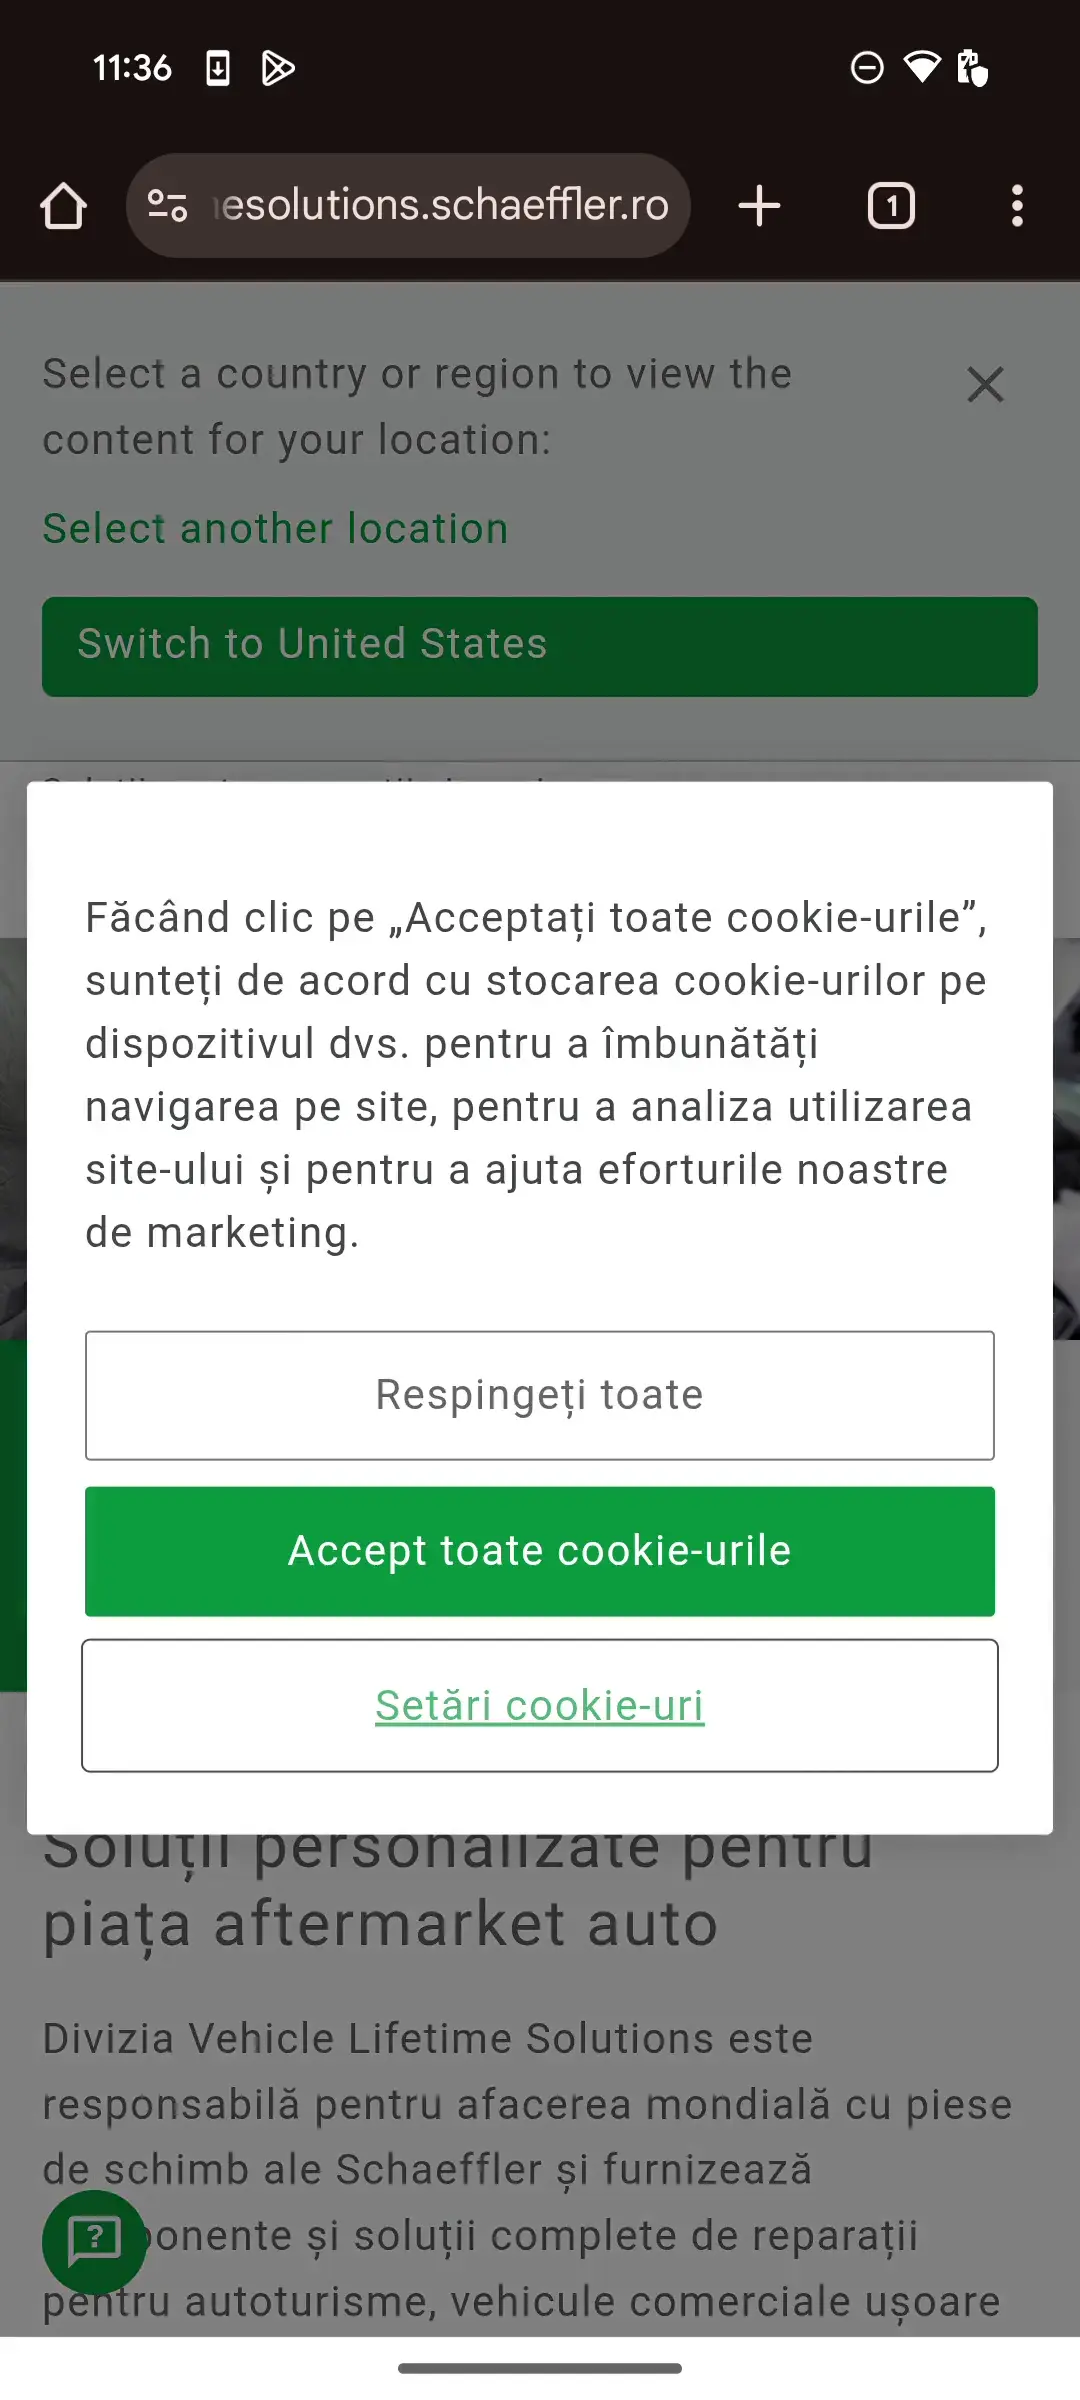 11:36
esolutions.schaeffler.ro
1
Select a country or region to view the
content for your location:
Select another location
Switch to United States
Făcând clic pe „Acceptați toate cookie-urile”,
sunteți de acord cu stocarea cookie-urilor pe
dispozitivul dvs. pentru a îmbunătăți
navigarea pe site, pentru a analiza utilizarea
site-ului și pentru a ajuta eforturile noastre
de marketing.
Respingeți toate
Accept toate cookie-urile
Setări cookie-uri
Soluții personalizate pentru
piața aftermarket auto
Divizia Vehicle Lifetime Solutions este
responsabilă pentru afacerea mondială cu piese
de schimb ale Schaeffler și furnizează
ponente și soluții complete de reparații
pentru autoturisme, vehicule comerciale ușoare